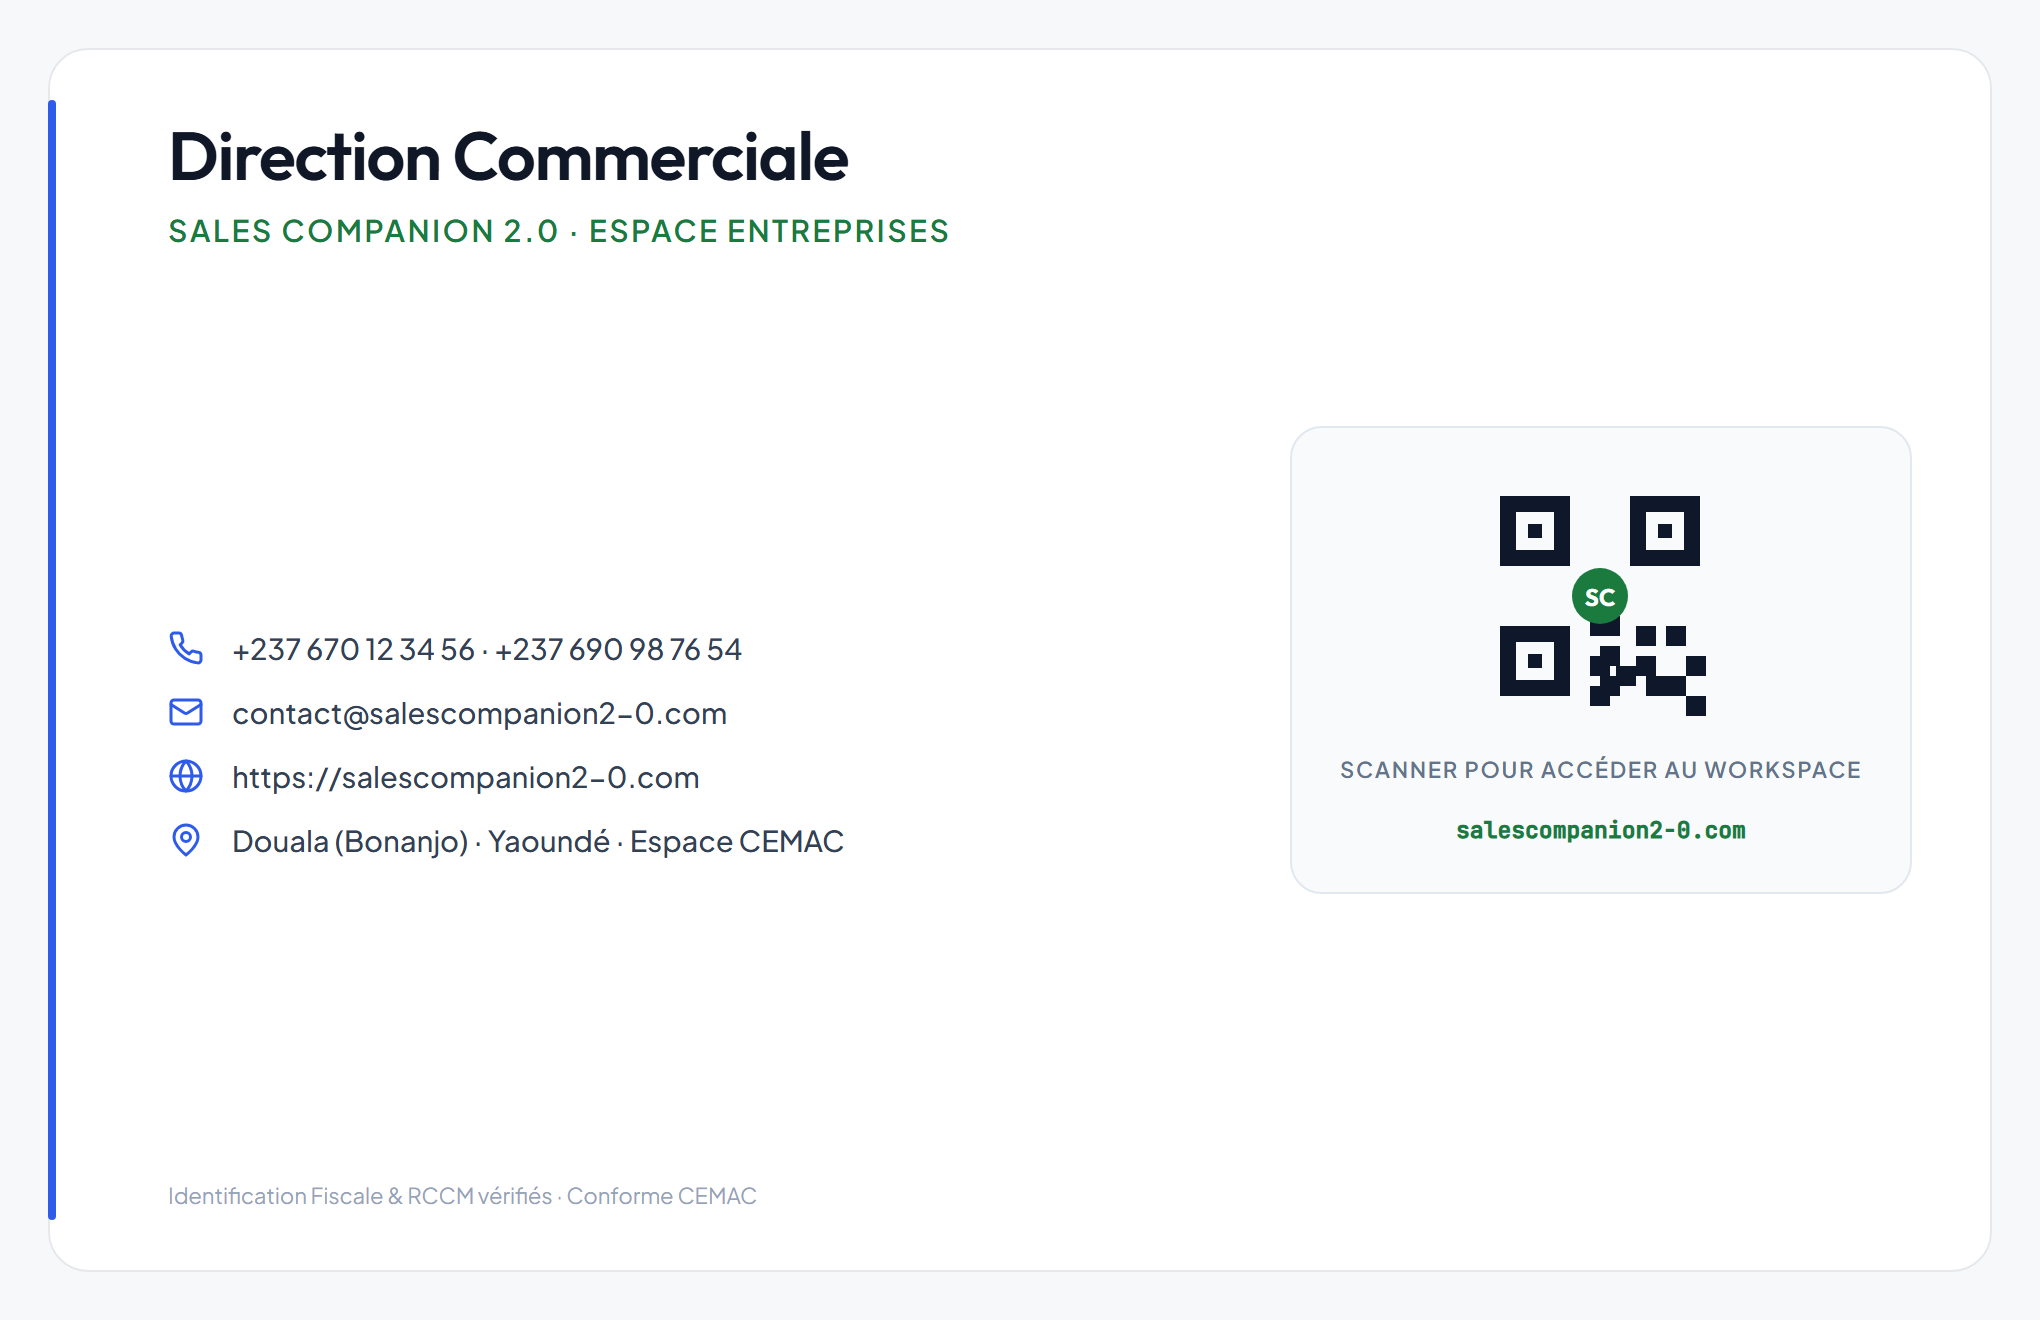 Direction Commerciale
SALES COMPANION 2.0 · ESPACE ENTREPRISES
+237 670 12 34 56 · +237 690 98 76 54
contact@salescompanion2-0.com
https://salescompanion2-0.com
Douala (Bonanjo) · Yaoundé · Espace CEMAC
SC
SCANNER POUR ACCÉDER AU WORKSPACE
salescompanion2-0.com
Identification Fiscale & RCCM vérifiés · Conforme CEMAC